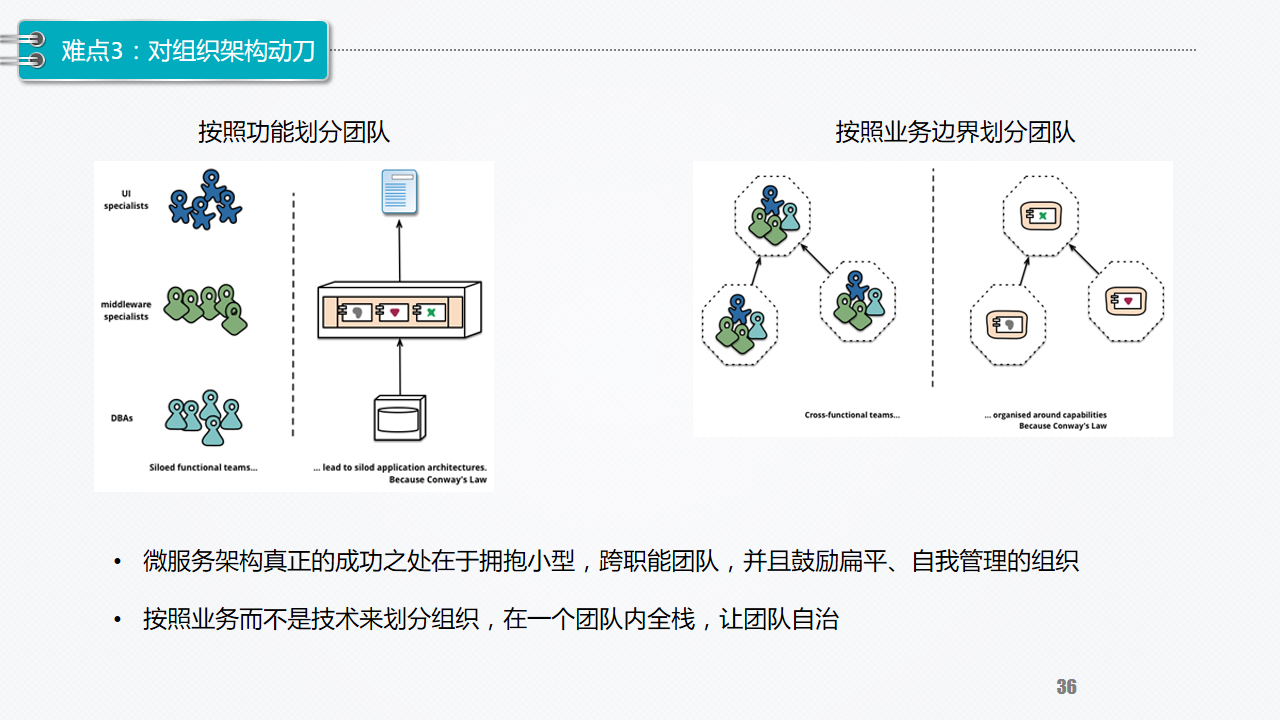 难点3：对组织架构动刀
按照功能划分团队
UI
specialists
middleware
specialists
DBAs
Siloed functional teams...
... lead to silod application architectures.
Because Conway's Law
按照业务边界划分团队
Cross-functional teams...
... organised around capabilities
Because Conway's Law
• 微服务架构真正的成功之处在于拥抱小型，跨职能团队，并且鼓励扁平、自我管理的组织
• 按照业务而不是技术来划分组织，在一个团队内全栈，让团队自治
36